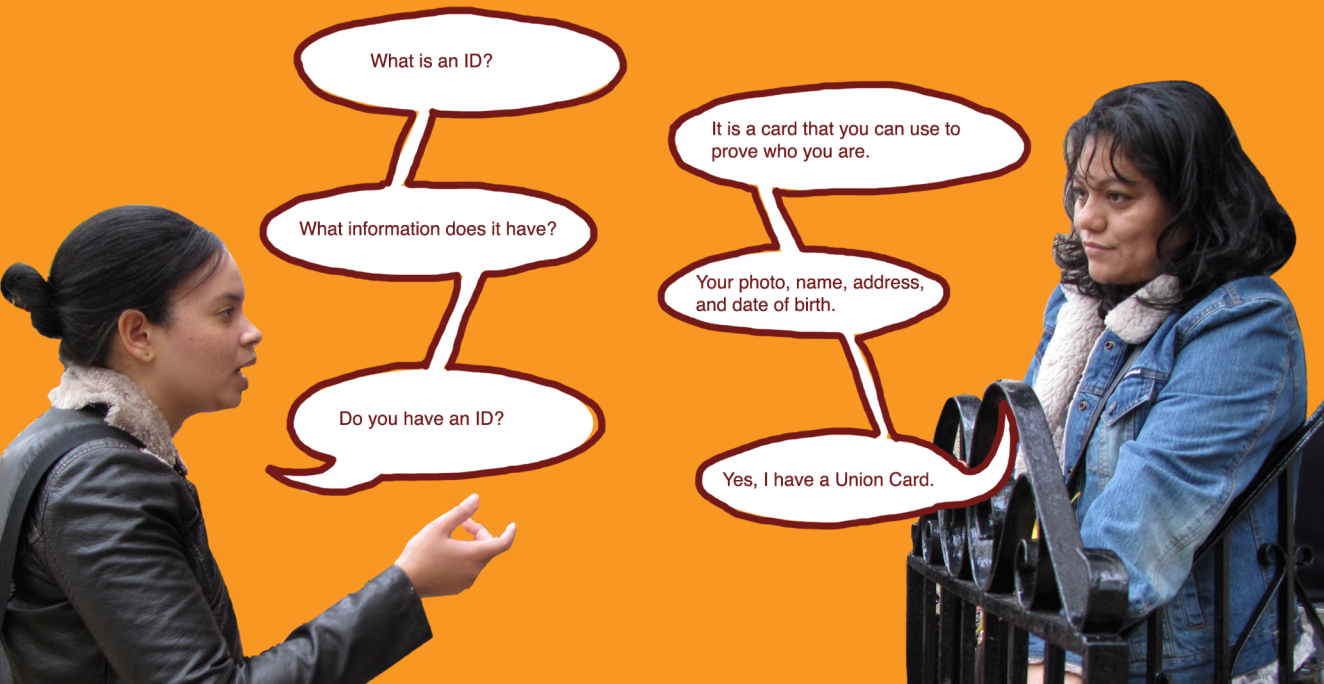 What is an ID?
It is a card that you can use to
prove who you are.
What information does it have?
Your photo, name, address,
and date of birth.
Do you have an ID?
Yes, I have a Union Card.